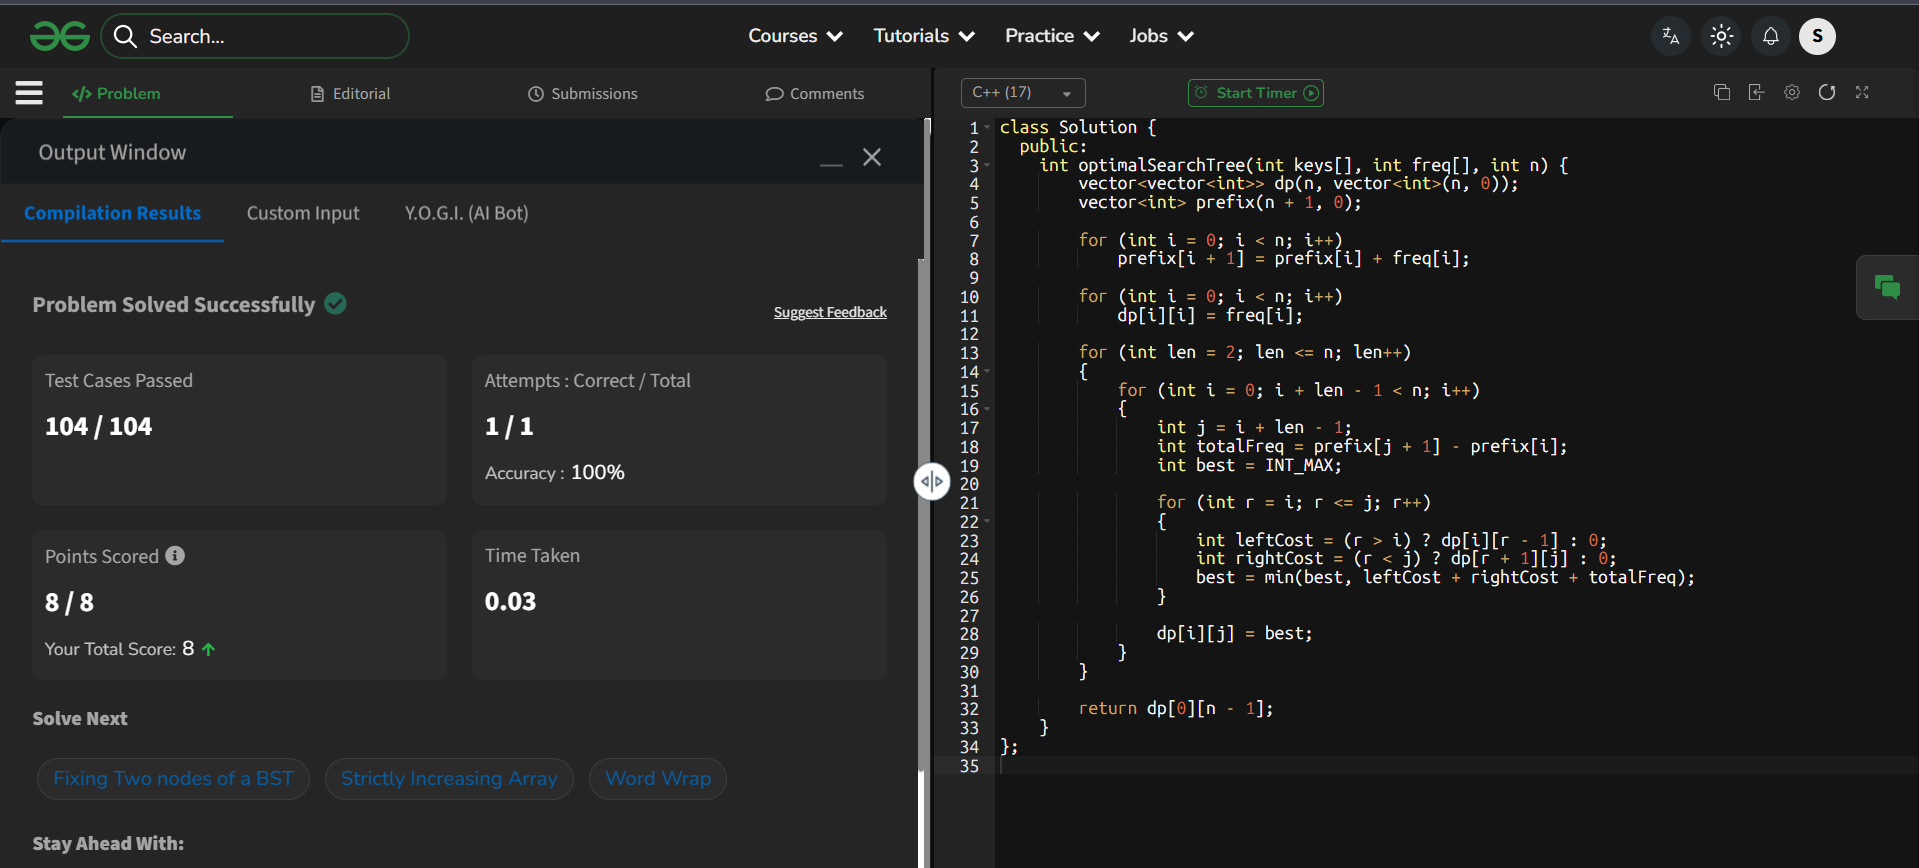 Search...
Courses Tutorials Practice Jobs
S
Problem Editorial Submissions Comments
Output Window
Compilation Results Custom Input Y.O.G.I. (AI Bot)
Problem Solved Successfully
Suggest Feedback
Test Cases Passed
104 / 104
Attempts : Correct / Total
1 / 1
Accuracy : 100%
Points Scored
8 / 8
Your Total Score: 8
Time Taken
0.03
Solve Next
Fixing Two nodes of a BST Strictly Increasing Array Word Wrap
Stay Ahead With:
C++ (17) Start Timer
1 class Solution {
2   public:
3     int optimalSearchTree(int keys[], int freq[], int n) {
4         vector<vector<int>> dp(n, vector<int>(n, 0));
5         vector<int> prefix(n + 1, 0);
6
7         for (int i = 0; i < n; i++)
8             prefix[i + 1] = prefix[i] + freq[i];
9
10         for (int i = 0; i < n; i++)
11             dp[i][i] = freq[i];
12
13         for (int len = 2; len <= n; len++)
14         {
15             for (int i = 0; i + len - 1 < n; i++)
16             {
17                 int j = i + len - 1;
18                 int totalFreq = prefix[j + 1] - prefix[i];
19                 int best = INT_MAX;
20
21                 for (int r = i; r <= j; r++)
22                 {
23                     int leftCost = (r > i) ? dp[i][r - 1] : 0;
24                     int rightCost = (r < j) ? dp[r + 1][j] : 0;
25                     best = min(best, leftCost + rightCost + totalFreq);
26                 }
27
28                 dp[i][j] = best;
29             }
30         }
31
32         return dp[0][n - 1];
33     }
34 };
35